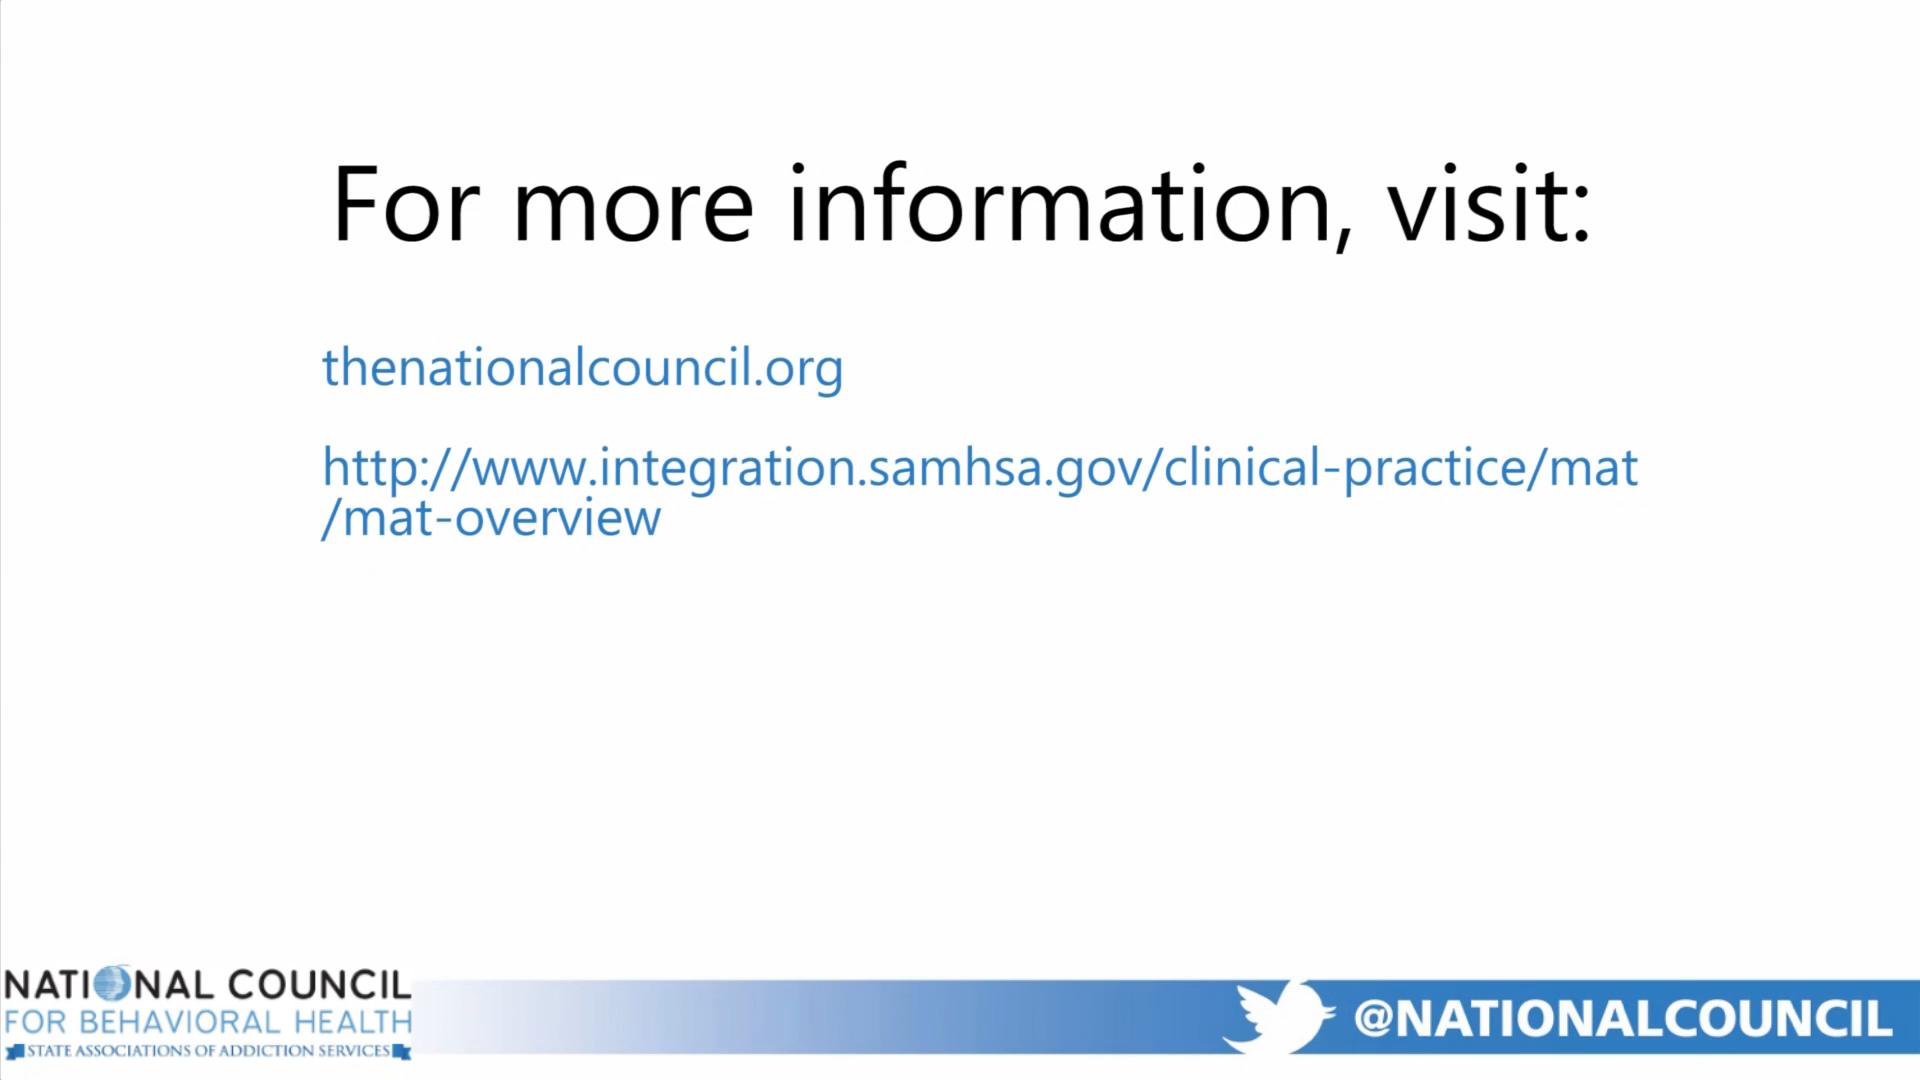 For more information, visit:
thenationalcouncil.org
http://www.integration.samhsa.gov/clinical-practice/mat
/mat-overview
NATIONAL COUNCIL
FOR BEHAVIORAL HEALTH
STATE ASSOCIATIONS OF ADDICTION SERVICES
@NATIONALCOUNCIL